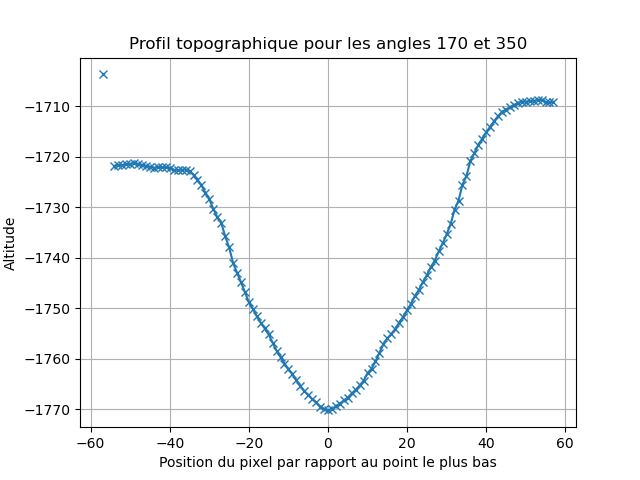 Profil topographique pour les angles 170 et 350
−1710
−1720
−1730
−1740
−1750
−1760
−1770
Altitude
−60 −40 −20 0 20 40 60
Position du pixel par rapport au point le plus bas